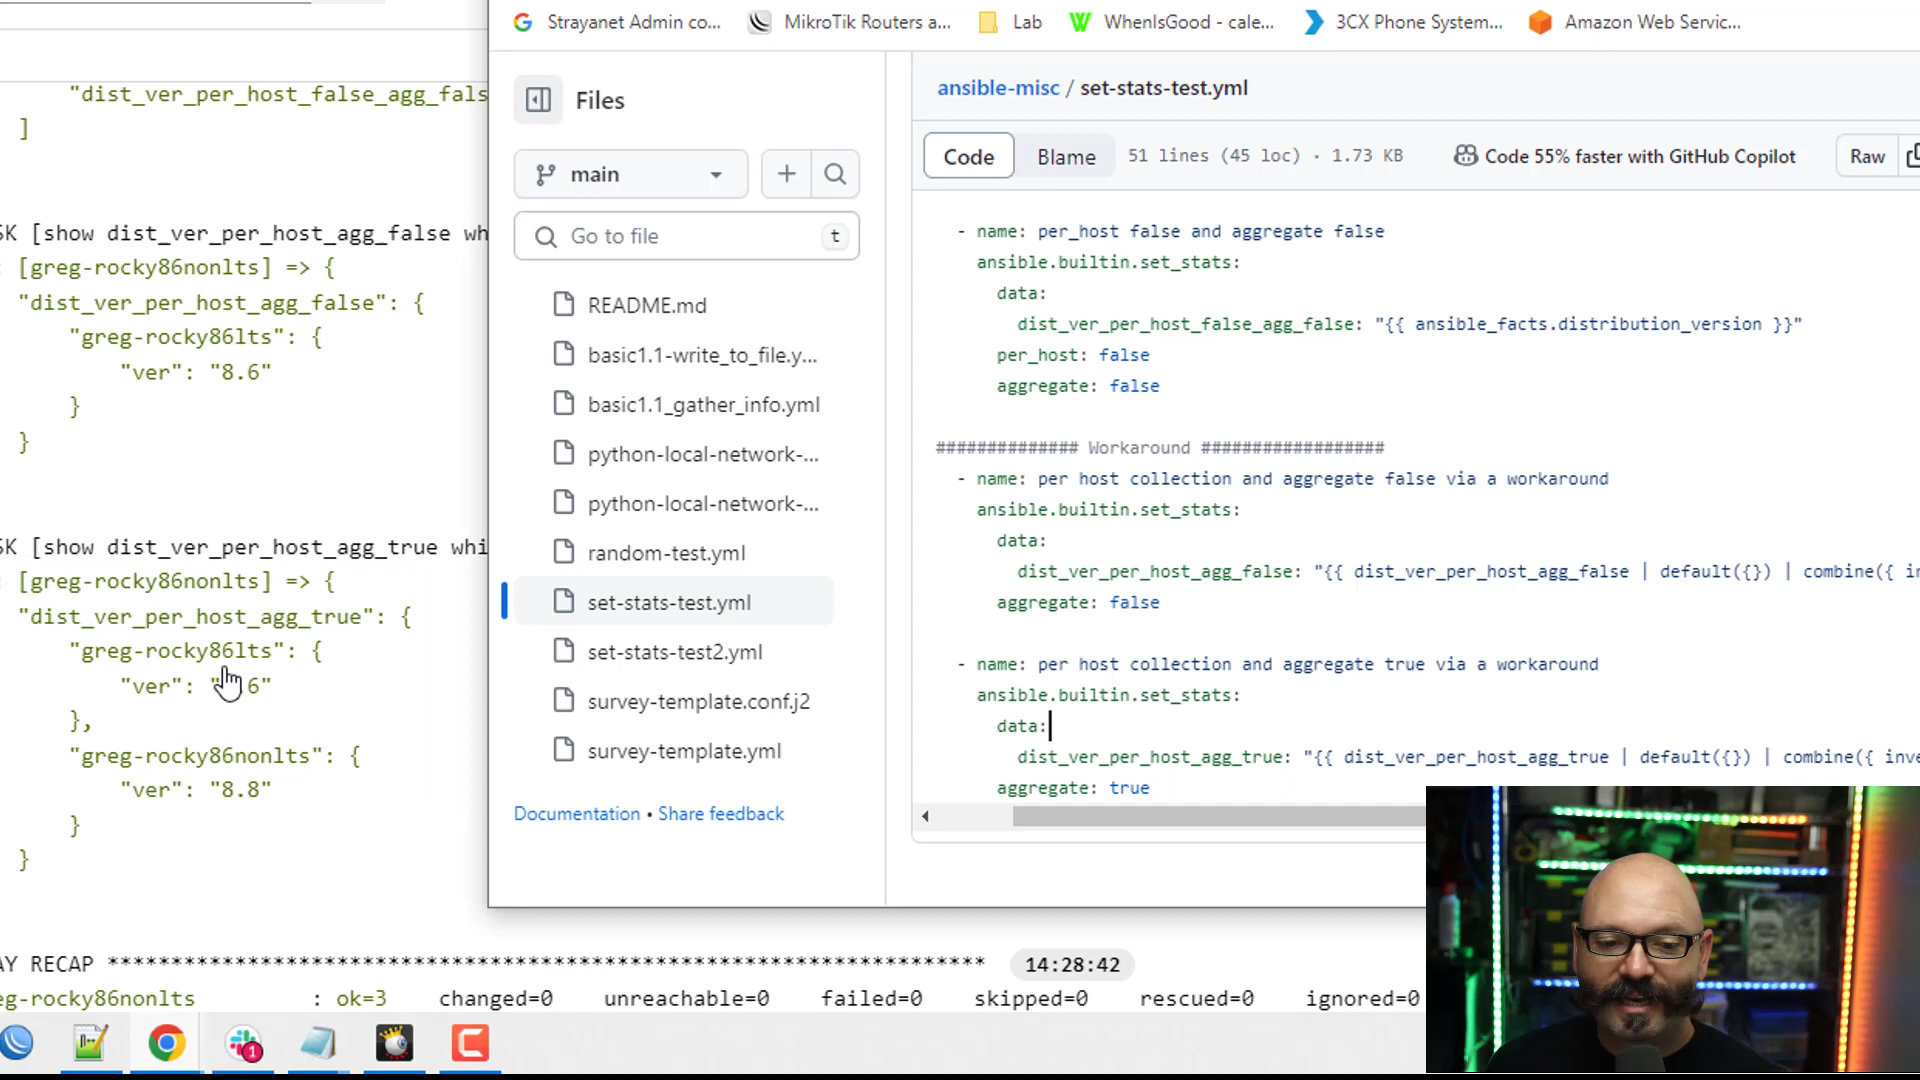 Strayanet Admin co...
MikroTik Routers a...
Lab
WhenIsGood - cale...
3CX Phone System...
Amazon Web Servic...
"dist_ver_per_host_false_agg_fals
]
SK [show dist_ver_per_host_agg_false wh
: [greg-rocky86nonlts] => {
"dist_ver_per_host_agg_false": {
"greg-rocky86lts": {
"ver": "8.6"
}
}
SK [show dist_ver_per_host_agg_true whi
: [greg-rocky86nonlts] => {
"dist_ver_per_host_agg_true": {
"greg-rocky86lts": {
"ver": " 6"
},
"greg-rocky86nonlts": {
"ver": "8.8"
}
}
Files
main
Go to file
t
README.md
basic1.1-write_to_file.y...
basic1.1_gather_info.yml
python-local-network-...
python-local-network-...
random-test.yml
set-stats-test.yml
set-stats-test2.yml
survey-template.conf.j2
survey-template.yml
Documentation • Share feedback
ansible-misc / set-stats-test.yml
Code
Blame
51 lines (45 loc) · 1.73 KB
Code 55% faster with GitHub Copilot
Raw
- name: per_host false and aggregate false
ansible.builtin.set_stats:
data:
dist_ver_per_host_false_agg_false: "{{ ansible_facts.distribution_version }}"
per_host: false
aggregate: false
############## Workaround ##################
- name: per host collection and aggregate false via a workaround
ansible.builtin.set_stats:
data:
dist_ver_per_host_agg_false: "{{ dist_ver_per_host_agg_false | default({}) | combine({ in
aggregate: false
- name: per host collection and aggregate true via a workaround
ansible.builtin.set_stats:
data:
dist_ver_per_host_agg_true: "{{ dist_ver_per_host_agg_true | default({}) | combine({ inve
aggregate: true
AY RECAP *********************************************************************
14:28:42
eg-rocky86nonlts : ok=3 changed=0 unreachable=0 failed=0 skipped=0 rescued=0 ignored=0
1